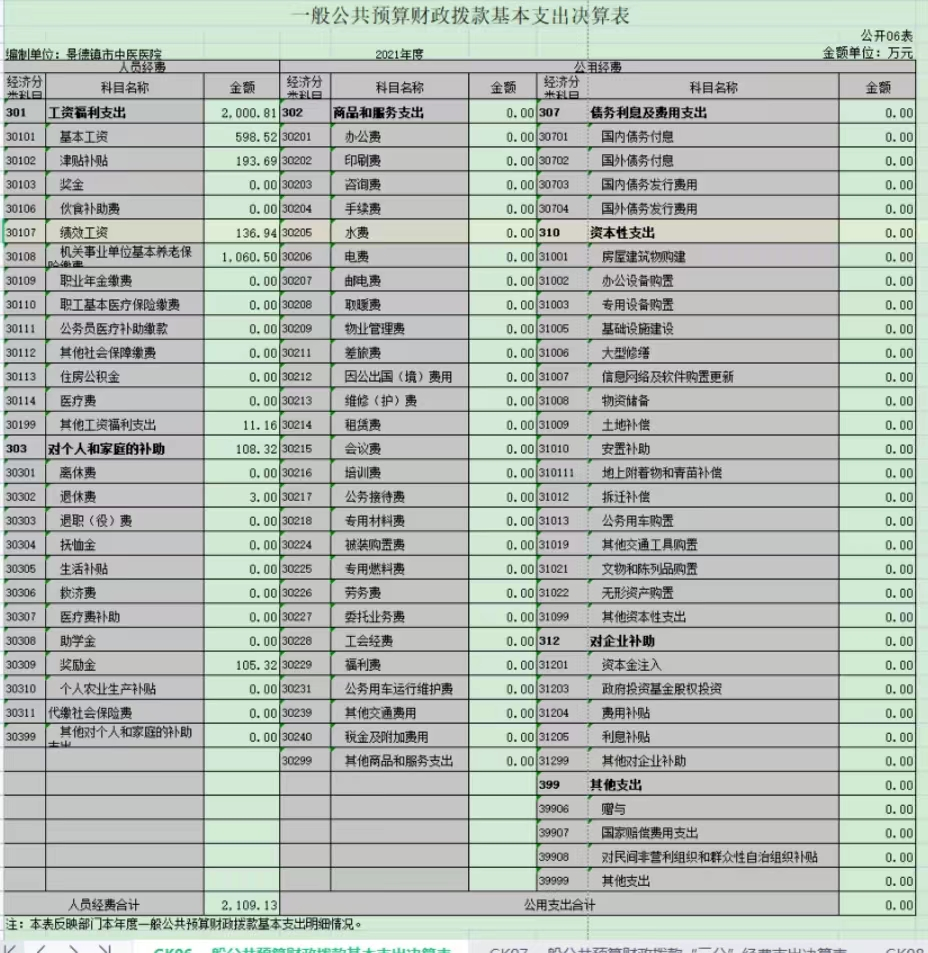 一般公共预算财政拨款基本支出决算表
公开06表
编制单位：景德镇市中医医院 2021年度 金额单位：万元
人员经费 公用经费
经济分类科目 科目名称 金额 经济分类科目 科目名称 金额 经济分类科目 科目名称 金额
301 工资福利支出 2,000.81 302 商品和服务支出 0.00 307 债务利息及费用支出 0.00
30101 基本工资 598.52 30201 办公费 0.00 30701 国内债务付息 0.00
30102 津贴补贴 193.69 30202 印刷费 0.00 30702 国外债务付息 0.00
30103 奖金 0.00 30203 咨询费 0.00 30703 国内债务发行费用 0.00
30106 伙食补助费 0.00 30204 手续费 0.00 30704 国外债务发行费用 0.00
30107 绩效工资 136.94 30205 水费 0.00 310 资本性支出 0.00
30108 机关事业单位基本养老保险缴费 1,060.50 30206 电费 0.00 31001 房屋建筑物购建 0.00
30109 职业年金缴费 0.00 30207 邮电费 0.00 31002 办公设备购置 0.00
30110 职工基本医疗保险缴费 0.00 30208 取暖费 0.00 31003 专用设备购置 0.00
30111 公务员医疗补助缴款 0.00 30209 物业管理费 0.00 31005 基础设施建设 0.00
30112 其他社会保障缴费 0.00 30211 差旅费 0.00 31006 大型修缮 0.00
30113 住房公积金 0.00 30212 因公出国（境）费用 0.00 31007 信息网络及软件购置更新 0.00
30114 医疗费 0.00 30213 维修（护）费 0.00 31008 物资储备 0.00
30199 其他工资福利支出 11.16 30214 租赁费 0.00 31009 土地补偿 0.00
303 对个人和家庭的补助 108.32 30215 会议费 0.00 31010 安置补助 0.00
30301 离休费 0.00 30216 培训费 0.00 310111 地上附着物和青苗补偿 0.00
30302 退休费 3.00 30217 公务接待费 0.00 31012 拆迁补偿 0.00
30303 退职（役）费 0.00 30218 专用材料费 0.00 31013 公务用车购置 0.00
30304 抚恤金 0.00 30224 被装购置费 0.00 31019 其他交通工具购置 0.00
30305 生活补贴 0.00 30225 专用燃料费 0.00 31021 文物和陈列品购置 0.00
30306 救济费 0.00 30226 劳务费 0.00 31022 无形资产购置 0.00
30307 医疗费补助 0.00 30227 委托业务费 0.00 31099 其他资本性支出 0.00
30308 助学金 0.00 30228 工会经费 0.00 312 对企业补助 0.00
30309 奖励金 105.32 30229 福利费 0.00 31201 资本金注入 0.00
30310 个人农业生产补贴 0.00 30231 公务用车运行维护费 0.00 31203 政府投资基金股权投资 0.00
30311 代缴社会保险费 0.00 30239 其他交通费用 0.00 31204 费用补贴 0.00
30399 其他对个人和家庭的补助支出 0.00 30240 税金及附加费用 0.00 31205 利息补贴 0.00
30299 其他商品和服务支出 0.00 31299 其他对企业补助 0.00
399 其他支出 0.00
39906 赠与 0.00
39907 国家赔偿费用支出 0.00
39908 对民间非营利组织和群众性自治组织补贴 0.00
39999 其他支出 0.00
人员经费合计 2,109.13 公用支出合计 0.00
注：本表反映部门本年度一般公共预算财政拨款基本支出明细情况。
GK06 一般公共预算财政拨款基本支出决算表 GK07 一般公共预算财政拨款“三公”经费支出决算表 GK08